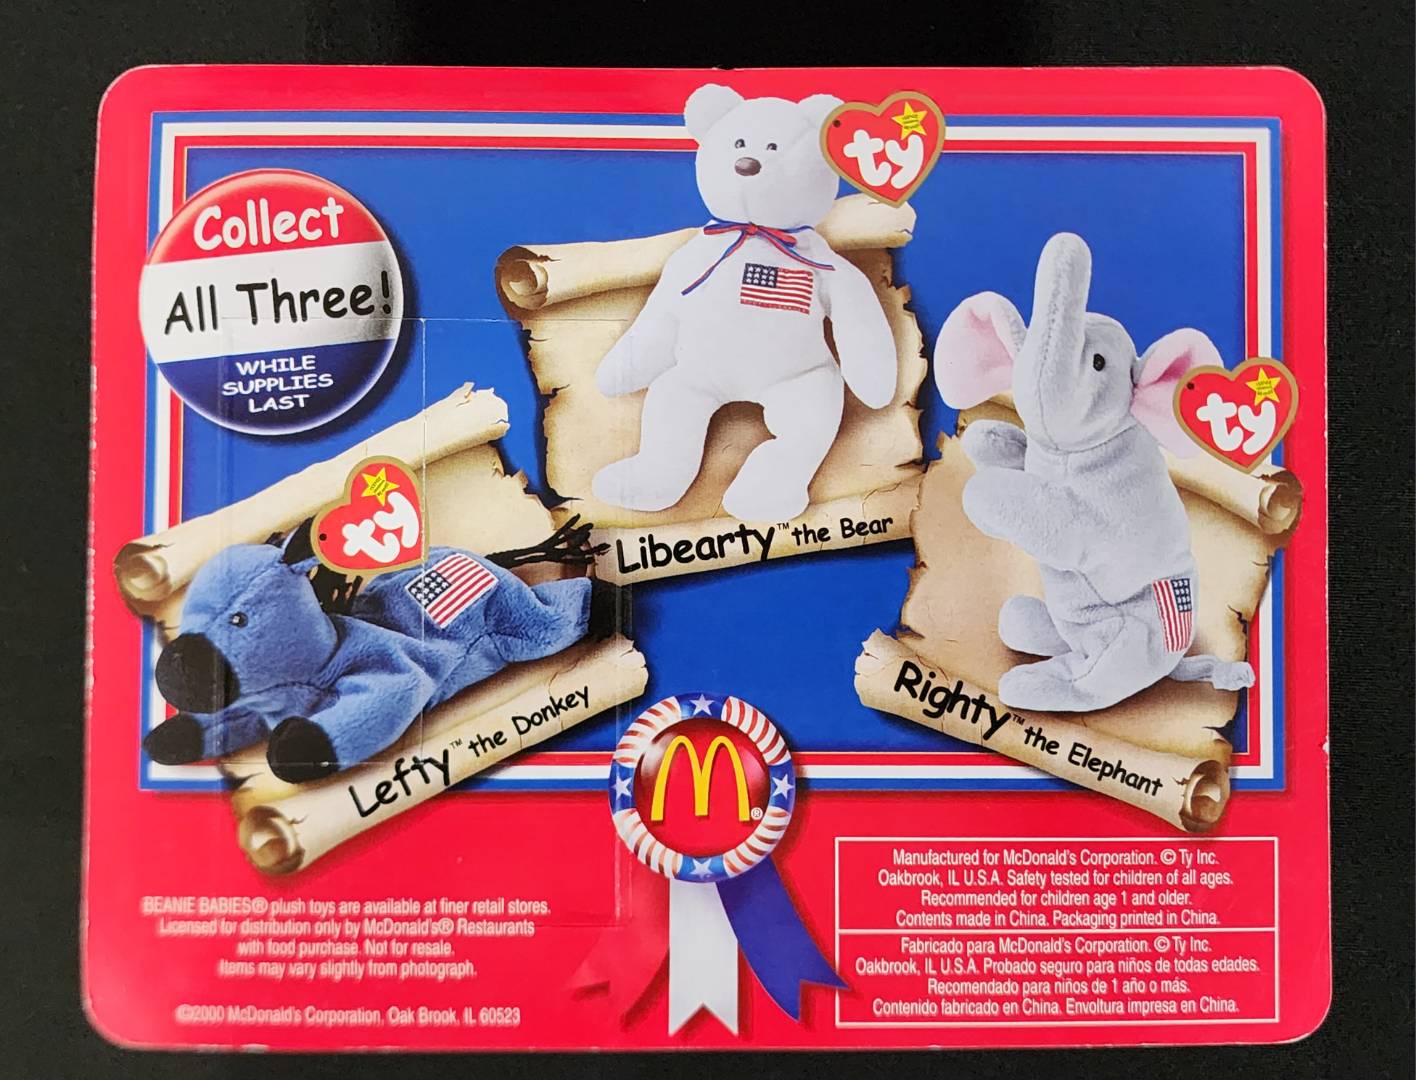 Collect
All Three!
WHILE
SUPPLIES
LAST
ty
Libearty™ the Bear
ty
Lefty™ the Donkey
ty
Righty™ the Elephant
M®
BEANIE BABIES® plush toys are available at finer retail stores.
Licensed for distribution only by McDonald's® Restaurants
with food purchase. Not for resale.
Items may vary slightly from photograph.
©2000 McDonald's Corporation, Oak Brook, IL 60523
Manufactured for McDonald's Corporation. © Ty Inc.
Oakbrook, IL U.S.A. Safety tested for children of all ages.
Recommended for children age 1 and older.
Contents made in China. Packaging printed in China.
Fabricado para McDonald's Corporation. © Ty Inc.
Oakbrook, IL U.S.A. Probado seguro para niños de todas edades.
Recomendado para niños de 1 año o más.
Contenido fabricado en China. Envoltura impresa en China.